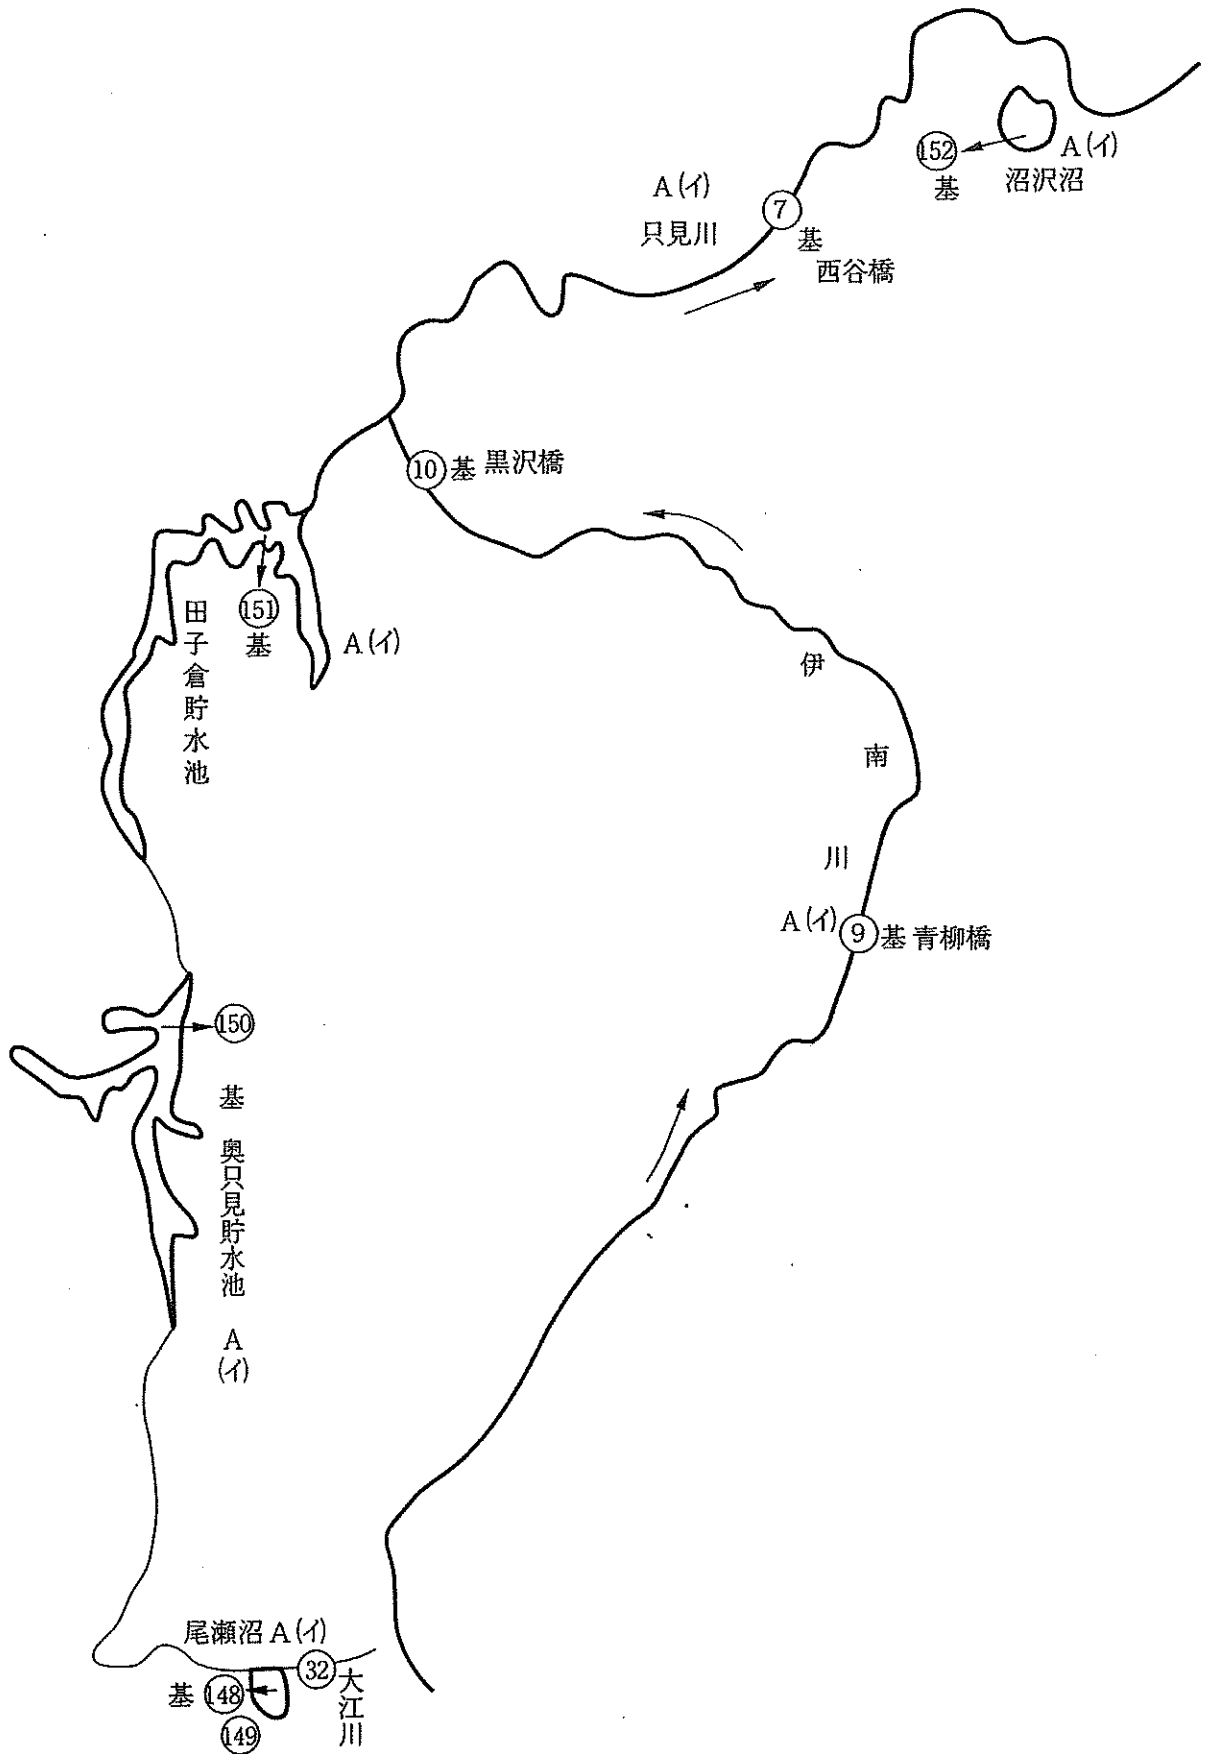 152
基
A(イ)
沼沢沼
A(イ)
只見川
7
基
西谷橋
10
基 黒沢橋
151
基
A(イ)
田子倉貯水池
伊南川
A(イ)
9
基 青柳橋
150
基
奥只見貯水池
A(イ)
尾瀬沼 A(イ)
32
大江川
基 148
149